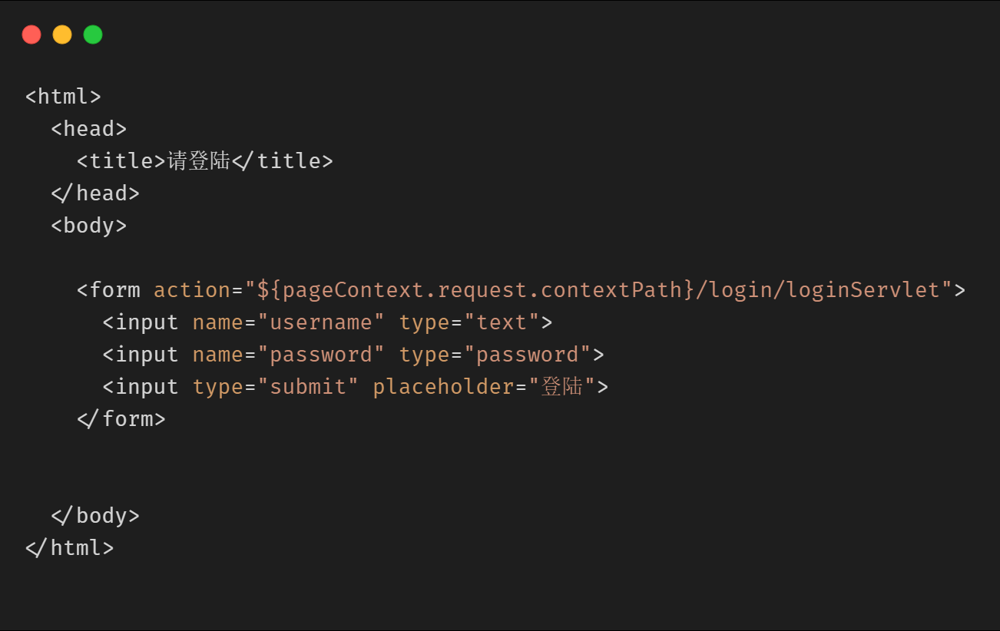 <html>
<head>
<title>请登陆</title>
</head>
<body>
<form action="${pageContext.request.contextPath}/login/loginServlet">
<input name="username" type="text">
<input name="password" type="password">
<input type="submit" placeholder="登陆">
</form>
</body>
</html>